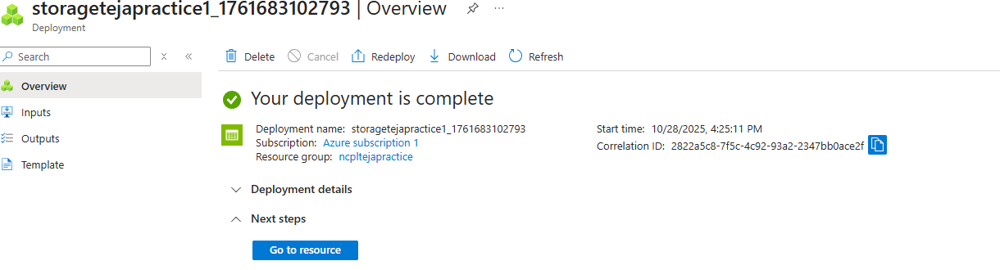 storagetejapractice1_1761683102793 | Overview
Deployment
Search
Delete Cancel Redeploy Download Refresh
Overview
Inputs
Outputs
Template
Your deployment is complete
Deployment name: storagetejapractice1_1761683102793
Subscription: Azure subscription 1
Resource group: ncpltejapractice
Start time: 10/28/2025, 4:25:11 PM
Correlation ID: 2822a5c8-7f5c-4c92-93a2-2347bb0ace2f
Deployment details
Next steps
Go to resource